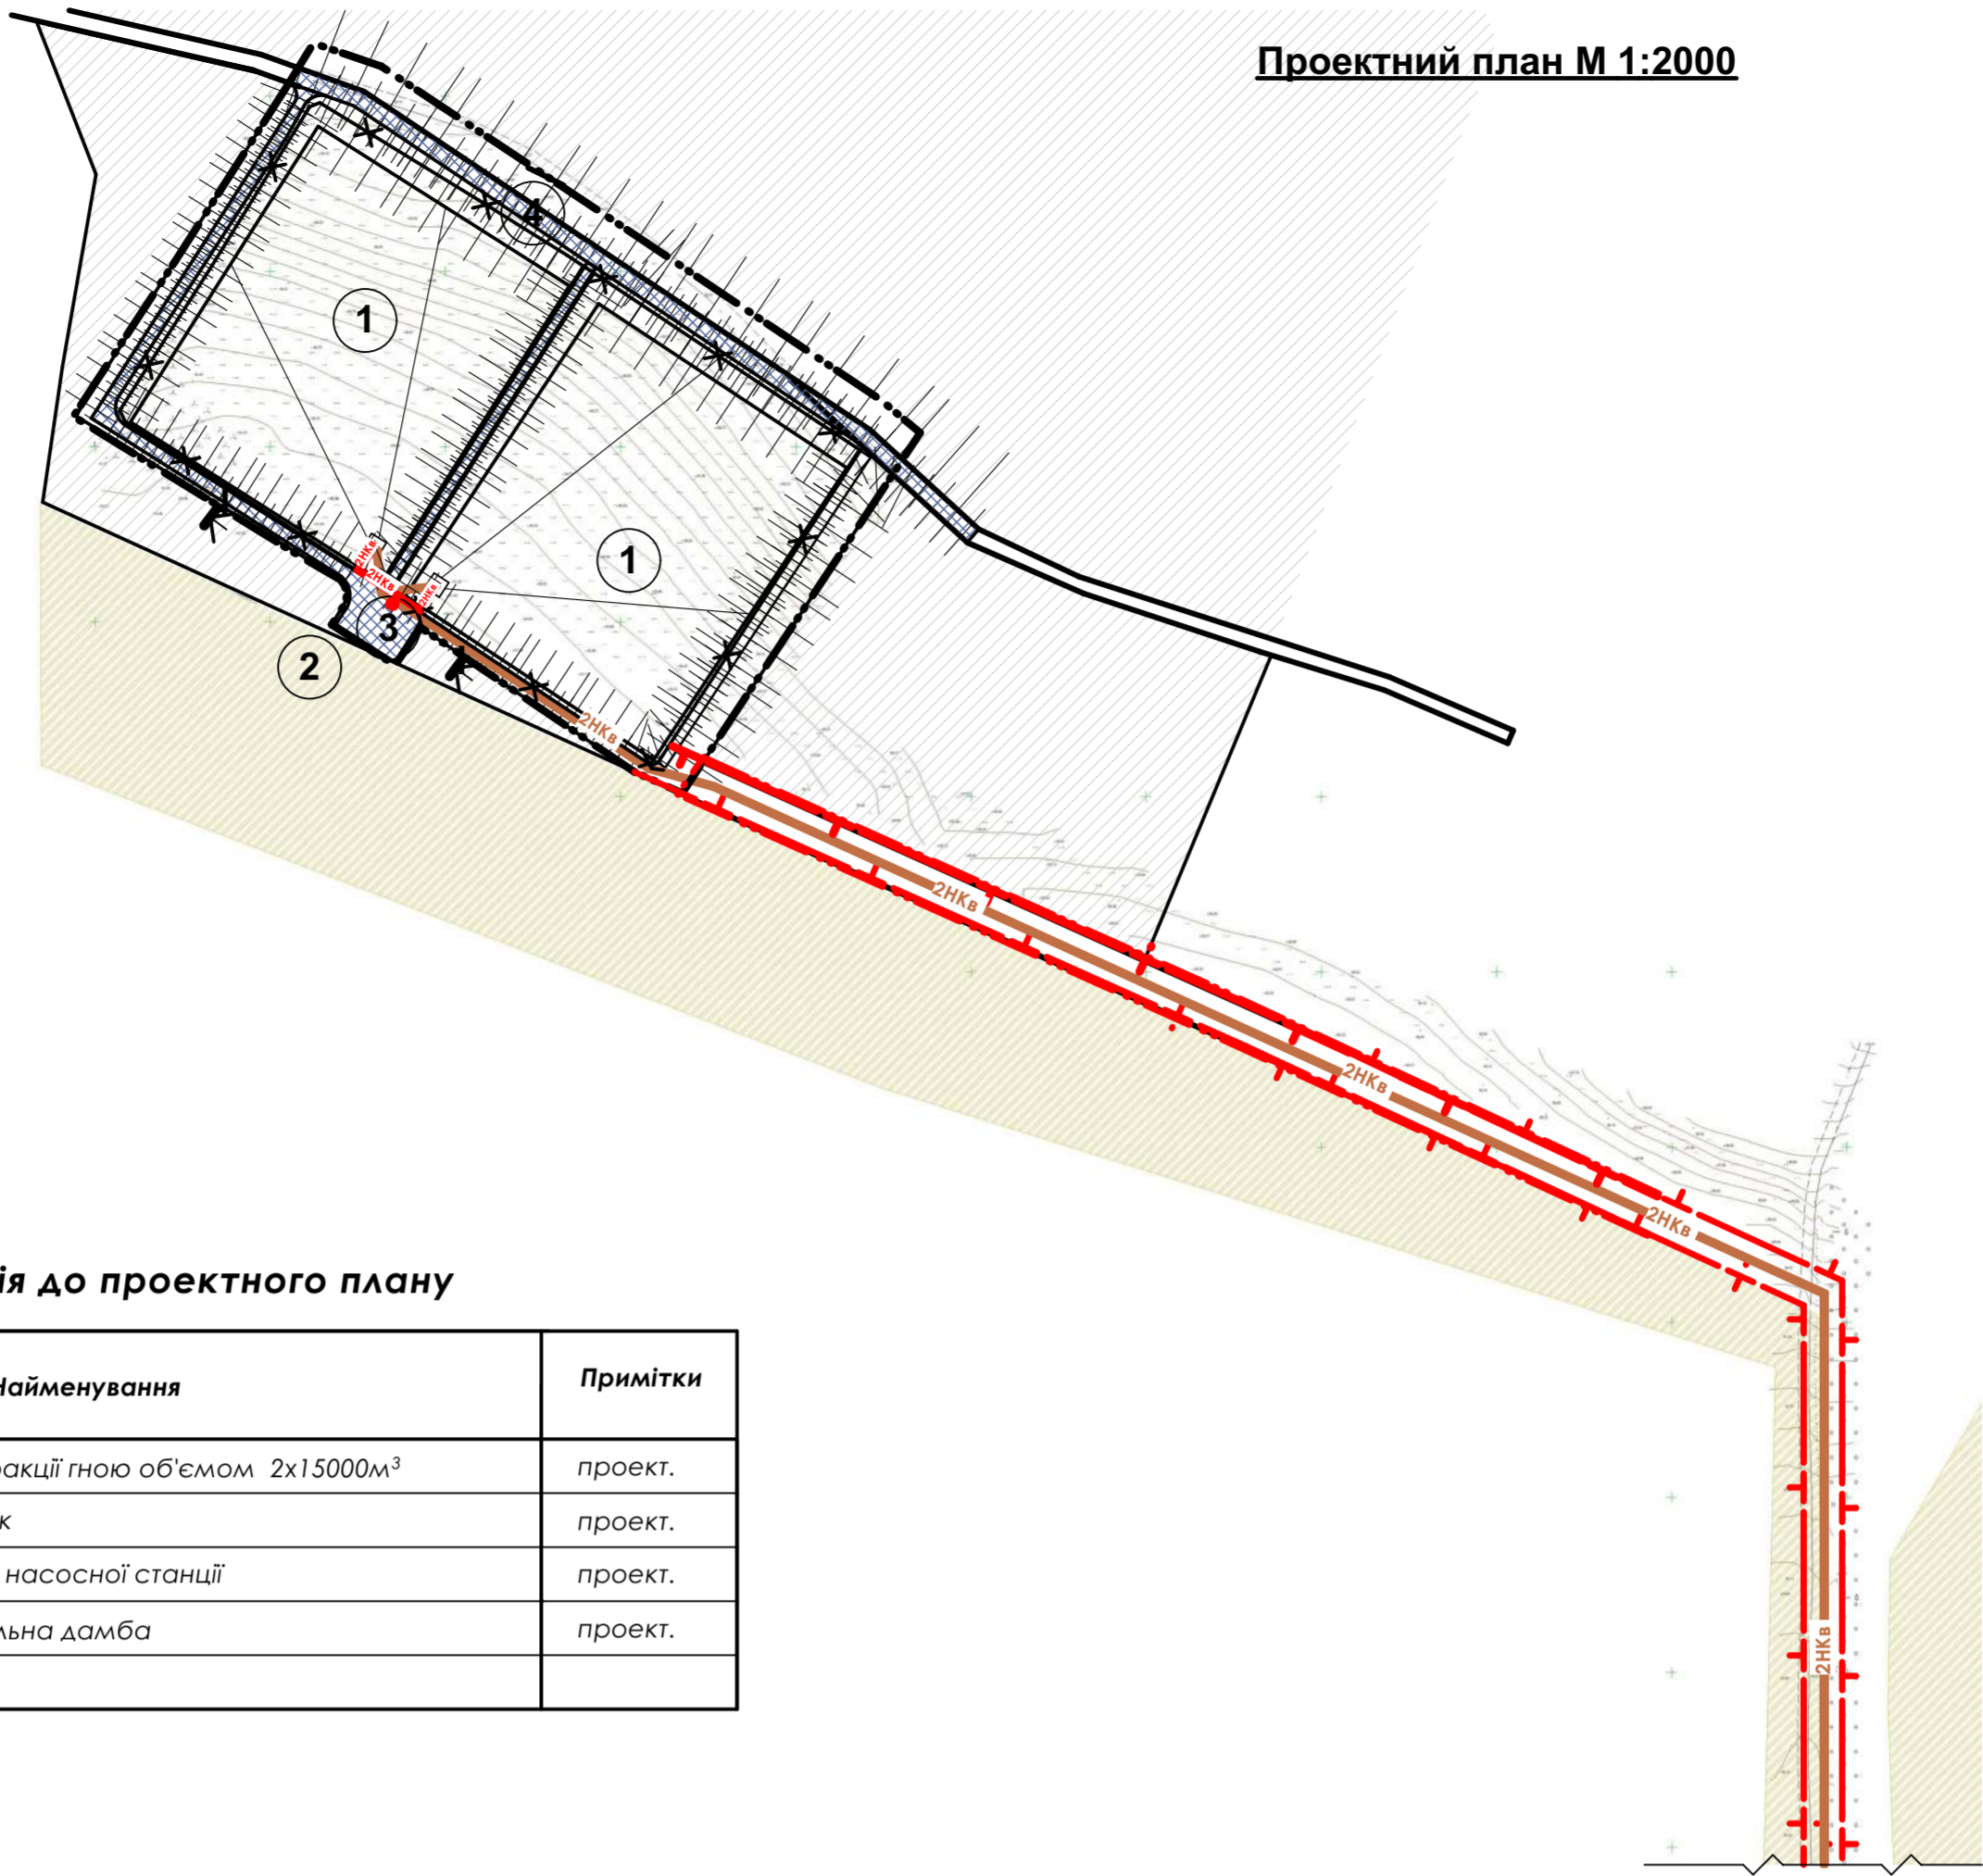 Проектний план М 1:2000
4
1
1
2НКв
2НКв
2НКв
3
2
2НКв
2НКв
2НКв
2НКв
2НКв
ія до проектного плану
Найменування Примітки
ракції гною об'ємом 2х15000м³ проект.
к проект.
насосної станції проект.
льна дамба проект.